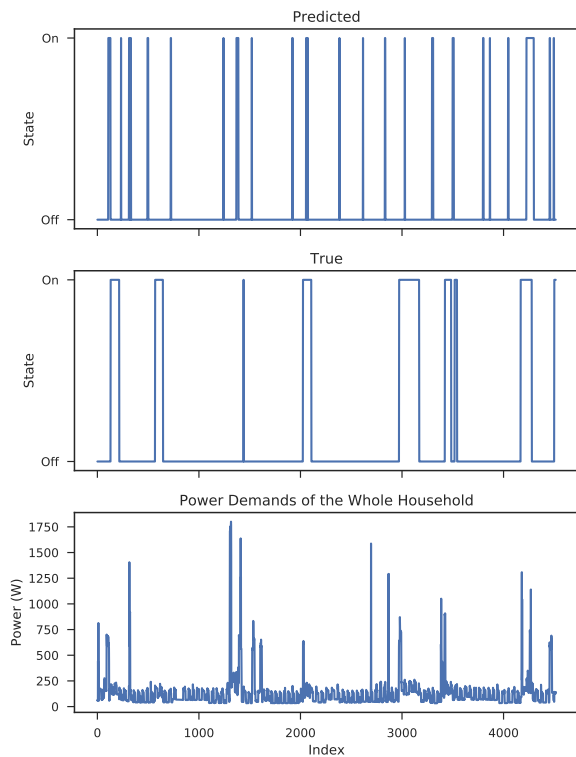 Predicted
On
State
Off
True
On
State
Off
Power Demands of the Whole Household
1750
1500
1250
1000
Power (W)
750
500
250
0
0 1000 2000 3000 4000
Index